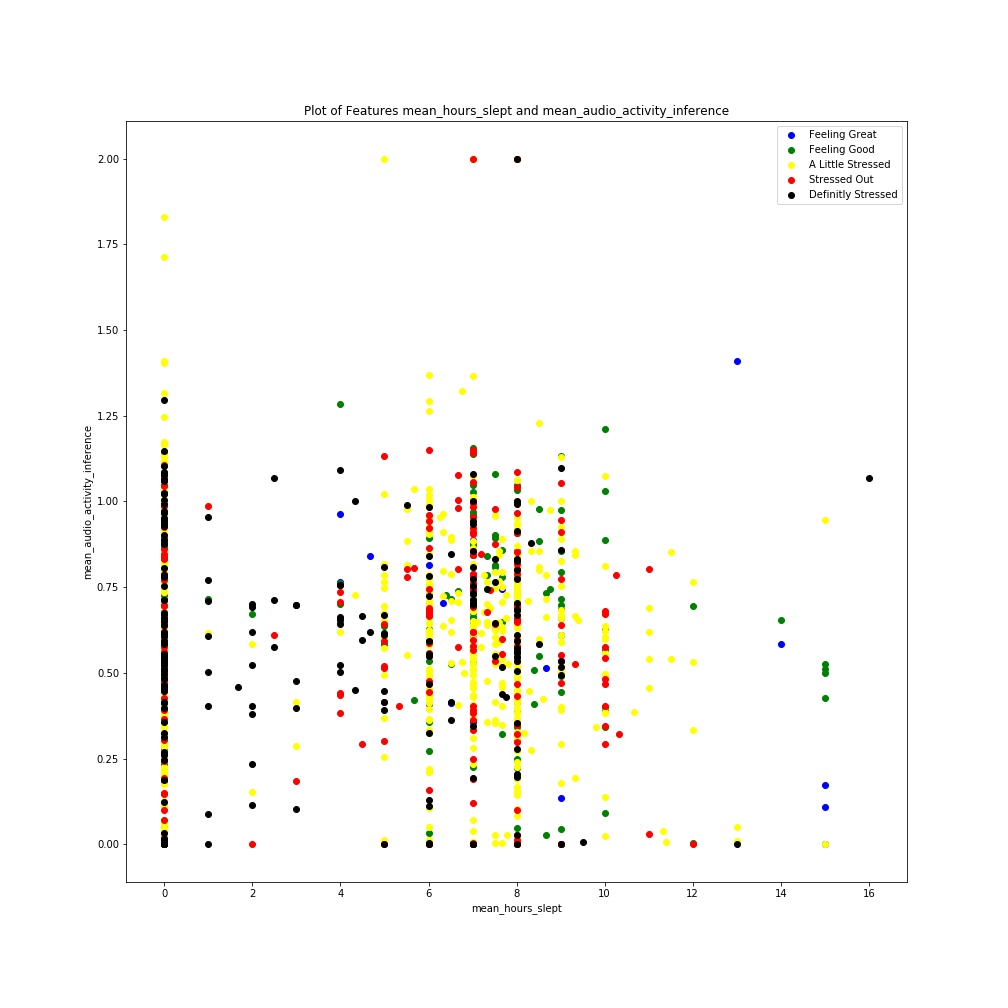 Plot of Features mean_hours_slept and mean_audio_activity_inference
Feeling Great
Feeling Good
A Little Stressed
Stressed Out
Definitly Stressed
2.00
1.75
1.50
1.25
1.00
0.75
0.50
0.25
0.00
mean_audio_activity_inference
0 2 4 6 8 10 12 14 16
mean_hours_slept